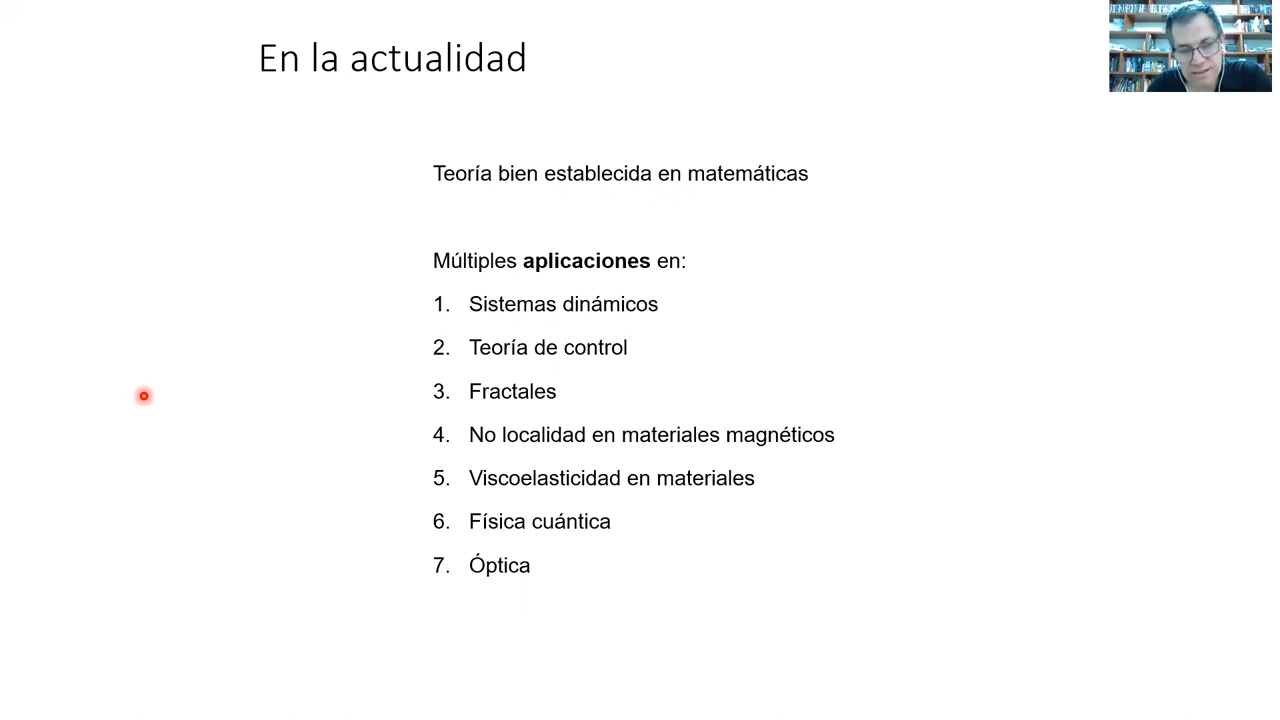 En la actualidad
Teoría bien establecida en matemáticas
Múltiples aplicaciones en:
1. Sistemas dinámicos
2. Teoría de control
3. Fractales
4. No localidad en materiales magnéticos
5. Viscoelasticidad en materiales
6. Física cuántica
7. Óptica